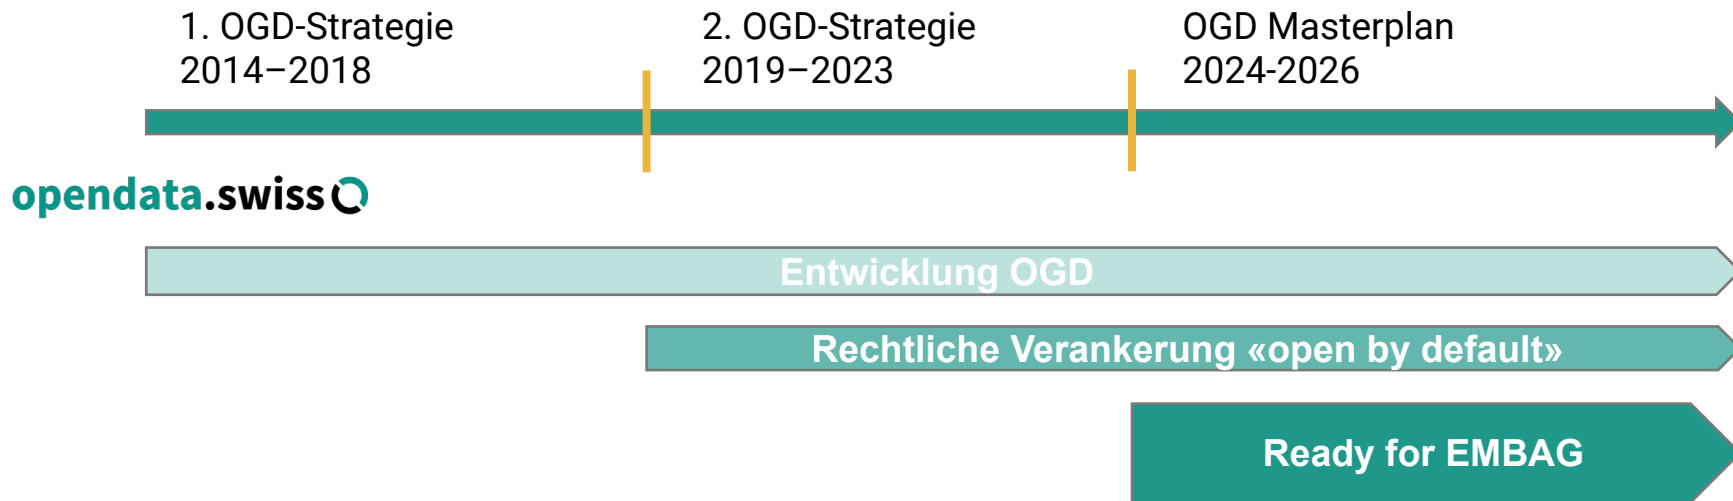 1. OGD-Strategie
2014–2018
2. OGD-Strategie
2019–2023
OGD Masterplan
2024-2026
opendata.swiss
Entwicklung OGD
Rechtliche Verankerung «open by default»
Ready for EMBAG